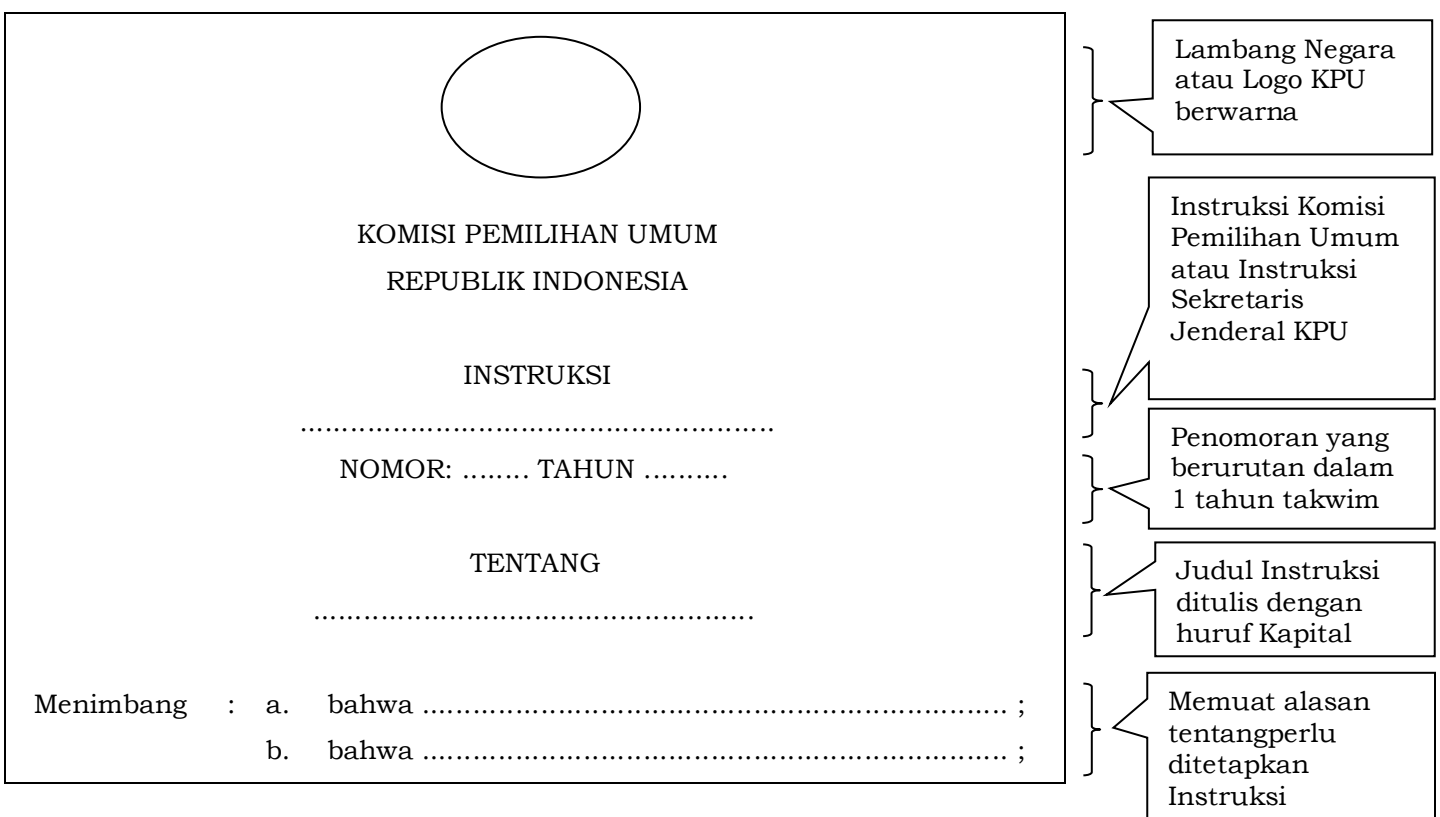 KOMISI PEMILIHAN UMUM
REPUBLIK INDONESIA
INSTRUKSI
.......................................................
NOMOR: ........ TAHUN ..........
TENTANG
...................................................
Menimbang : a. bahwa .................................................................... ;
b. bahwa .................................................................... ;
Lambang Negara
atau Logo KPU
berwarna
Instruksi Komisi
Pemilihan Umum
atau Instruksi
Sekretaris
Jenderal KPU
Penomoran yang
berurutan dalam
1 tahun takwim
Judul Instruksi
ditulis dengan
huruf Kapital
Memuat alasan
tentangperlu
ditetapkan
Instruksi